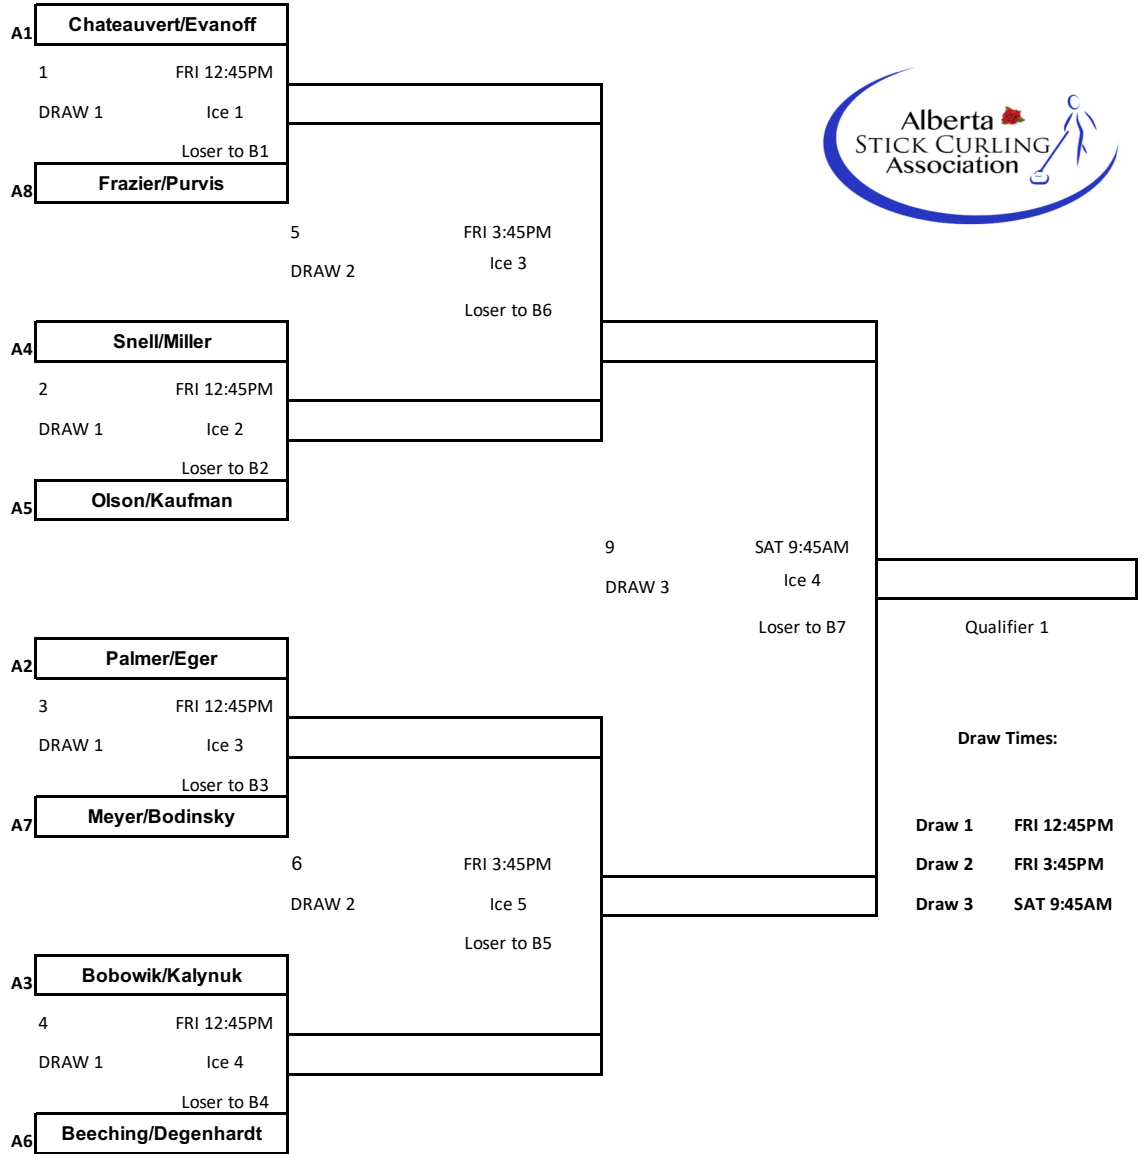 A1 Chateauvert/Evanoff
1 FRI 12:45PM
DRAW 1 Ice 1
Loser to B1
A8 Frazier/Purvis
Alberta
STICK CURLING
Association
5 FRI 3:45PM
DRAW 2 Ice 3
Loser to B6
A4 Snell/Miller
2 FRI 12:45PM
DRAW 1 Ice 2
Loser to B2
A5 Olson/Kaufman
9 SAT 9:45AM
DRAW 3 Ice 4
Loser to B7
Qualifier 1
A2 Palmer/Eger
3 FRI 12:45PM
DRAW 1 Ice 3
Loser to B3
A7 Meyer/Bodinsky
Draw Times:
Draw 1 FRI 12:45PM
Draw 2 FRI 3:45PM
Draw 3 SAT 9:45AM
6 FRI 3:45PM
DRAW 2 Ice 5
Loser to B5
A3 Bobowik/Kalynuk
4 FRI 12:45PM
DRAW 1 Ice 4
Loser to B4
A6 Beeching/Degenhardt